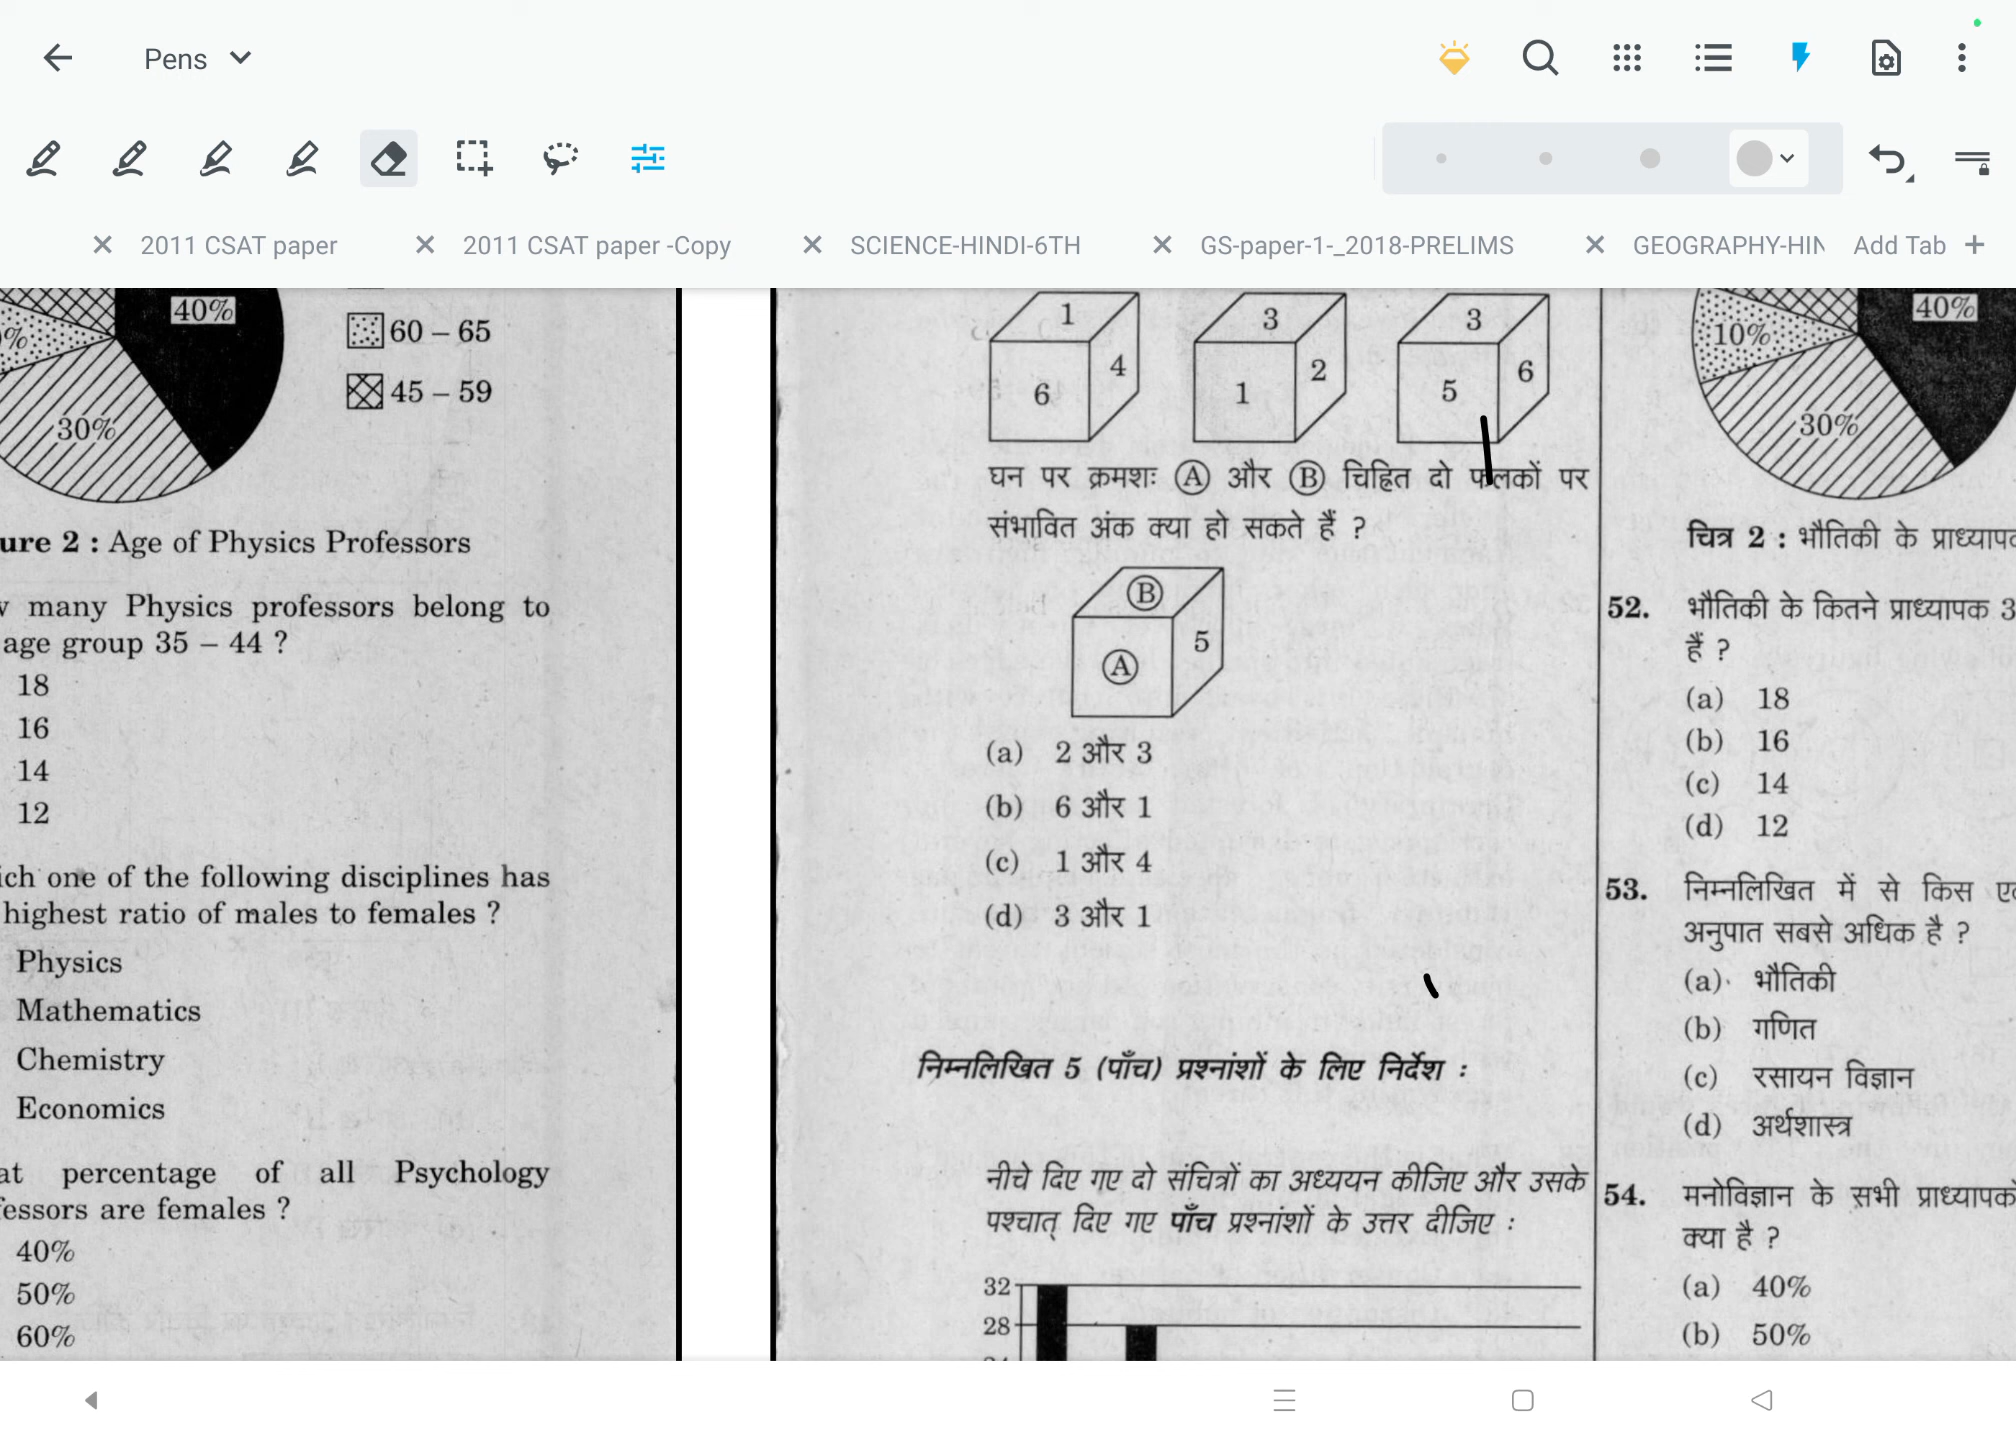 Pens
2011 CSAT paper
2011 CSAT paper -Copy
SCIENCE-HINDI-6TH
GS-paper-1-_2018-PRELIMS
GEOGRAPHY-HIN
Add Tab
40%
60 – 65
45 – 59
30%
ure 2 : Age of Physics Professors
many Physics professors belong to
age group 35 – 44 ?
18
16
14
12
ich one of the following disciplines has
highest ratio of males to females ?
Physics
Mathematics
Chemistry
Economics
at percentage of all Psychology
fessors are females ?
40%
50%
60%
1
6
4
3
1
2
3
5
6
घन पर क्रमशः Ⓐ और Ⓑ चिह्नित दो फलकों पर
संभावित अंक क्या हो सकते हैं ?
Ⓑ
Ⓐ
5
(a) 2 और 3
(b) 6 और 1
(c) 1 और 4
(d) 3 और 1
निम्नलिखित 5 (पाँच) प्रश्नांशों के लिए निर्देश :
नीचे दिए गए दो संचित्रों का अध्ययन कीजिए और उसके
पश्चात् दिए गए पाँच प्रश्नांशों के उत्तर दीजिए :
32
28
40%
10%
30%
चित्र 2 : भौतिकी के प्राध्यापक
52. भौतिकी के कितने प्राध्यापक 3
हैं ?
(a) 18
(b) 16
(c) 14
(d) 12
53. निम्नलिखित में से किस ए
अनुपात सबसे अधिक है ?
(a) भौतिकी
(b) गणित
(c) रसायन विज्ञान
(d) अर्थशास्त्र
54. मनोविज्ञान के सभी प्राध्यापकों
क्या है ?
(a) 40%
(b) 50%